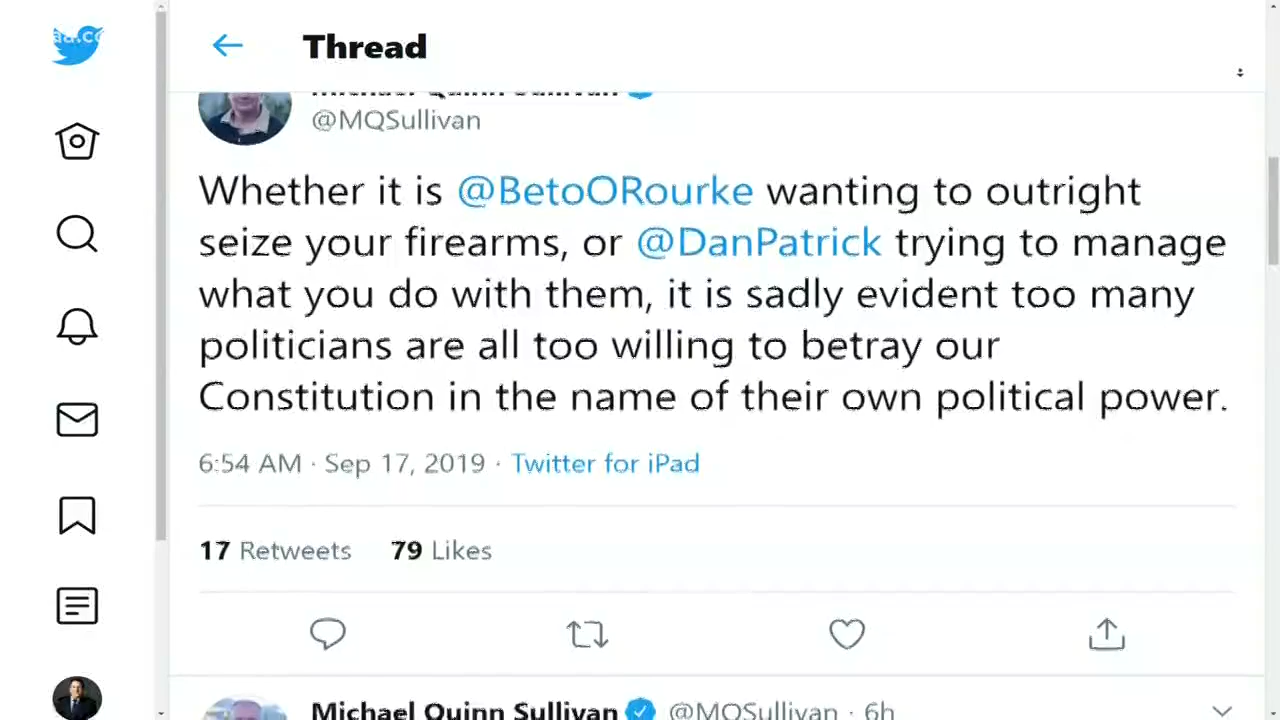 Thread
Michael Quinn Sullivan
@MQSullivan
Whether it is @BetoORourke wanting to outright
seize your firearms, or @DanPatrick trying to manage
what you do with them, it is sadly evident too many
politicians are all too willing to betray our
Constitution in the name of their own political power.
6:54 AM · Sep 17, 2019 · Twitter for iPad
17 Retweets 79 Likes
Michael Quinn Sullivan @MQSullivan · 6h